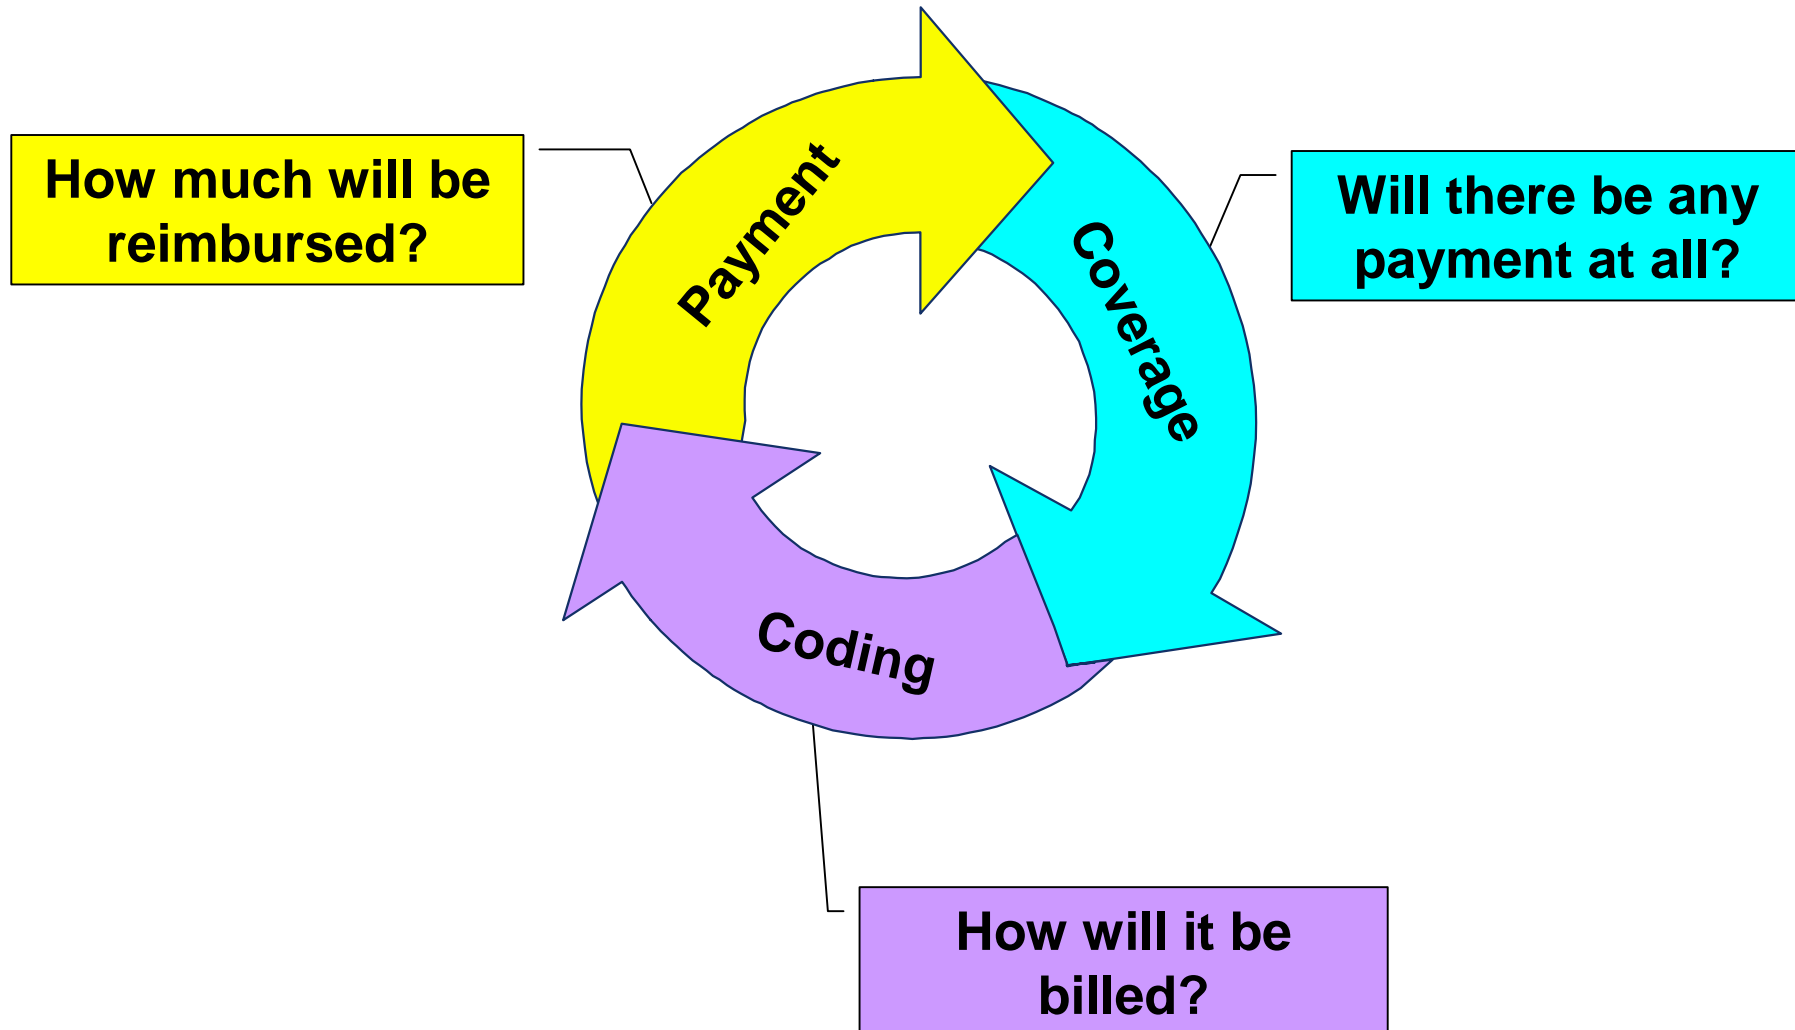 How much will be
reimbursed?
Payment
Coverage
Will there be any
payment at all?
Coding
How will it be
billed?